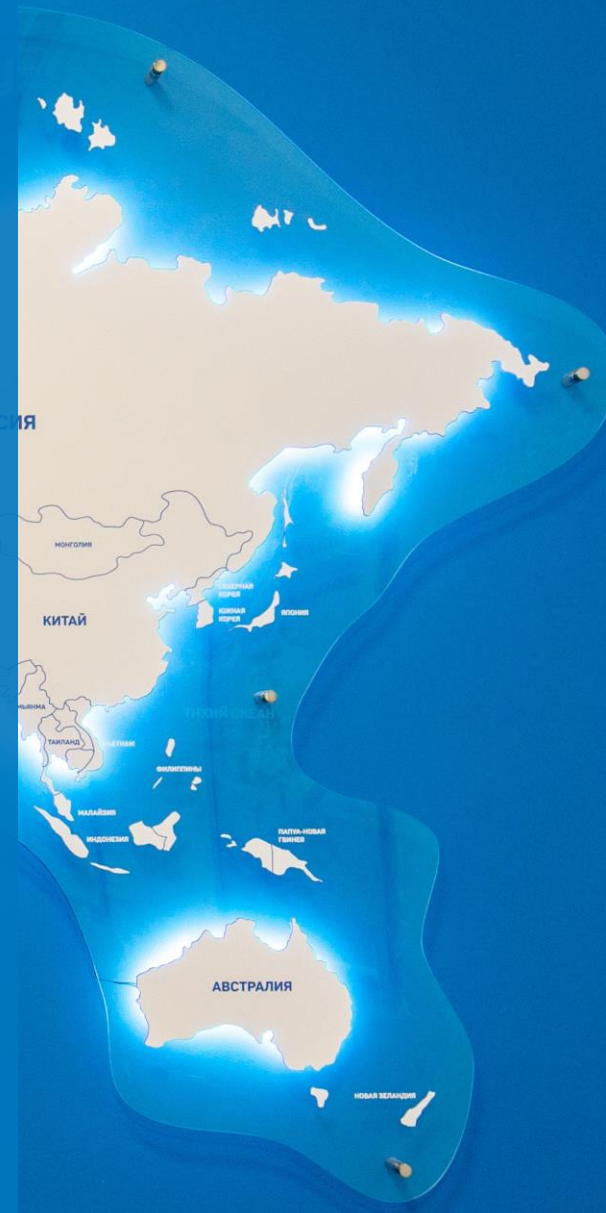 СИЯ
МОНГОЛИЯ
КИТАЙ
СЕВЕРНАЯ
КОРЕЯ
ЮЖНАЯ
КОРЕЯ
ЯПОНИЯ
МЬЯНМА
ТИХИЙ ОКЕАН
ТАИЛАНД
ВЬЕТНАМ
ФИЛИППИНЫ
МАЛАЙЗИЯ
ИНДОНЕЗИЯ
ПАПУА-НОВАЯ
ГВИНЕЯ
АВСТРАЛИЯ
НОВАЯ ЗЕЛАНДИЯ